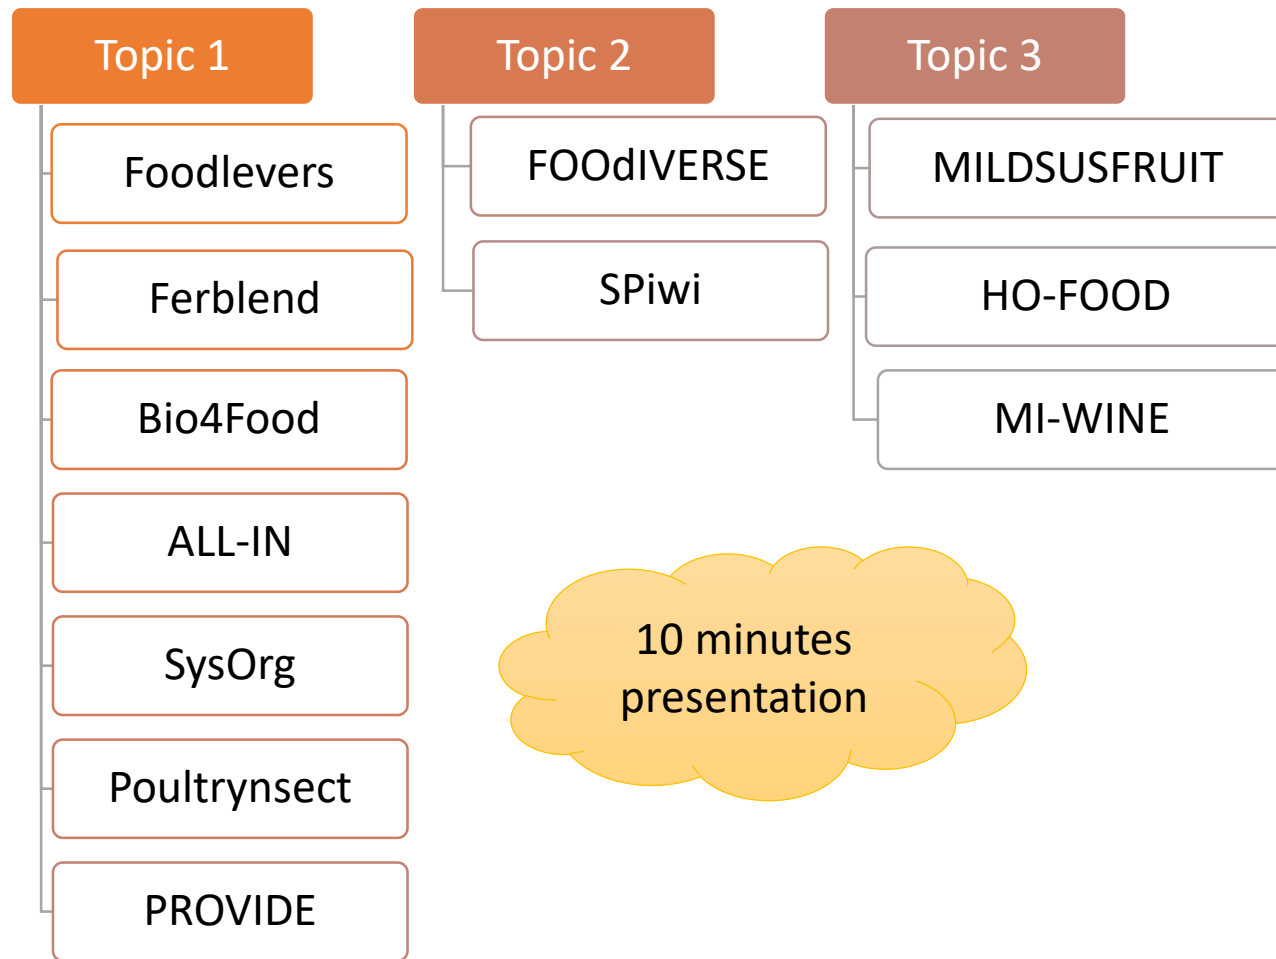 Topic 1
Foodlevers
Ferblend
Bio4Food
ALL-IN
SysOrg
Poultrynsect
PROVIDE
Topic 2
FOOdIVERSE
SPiwi
Topic 3
MILDSUSFRUIT
HO-FOOD
MI-WINE
10 minutes
presentation